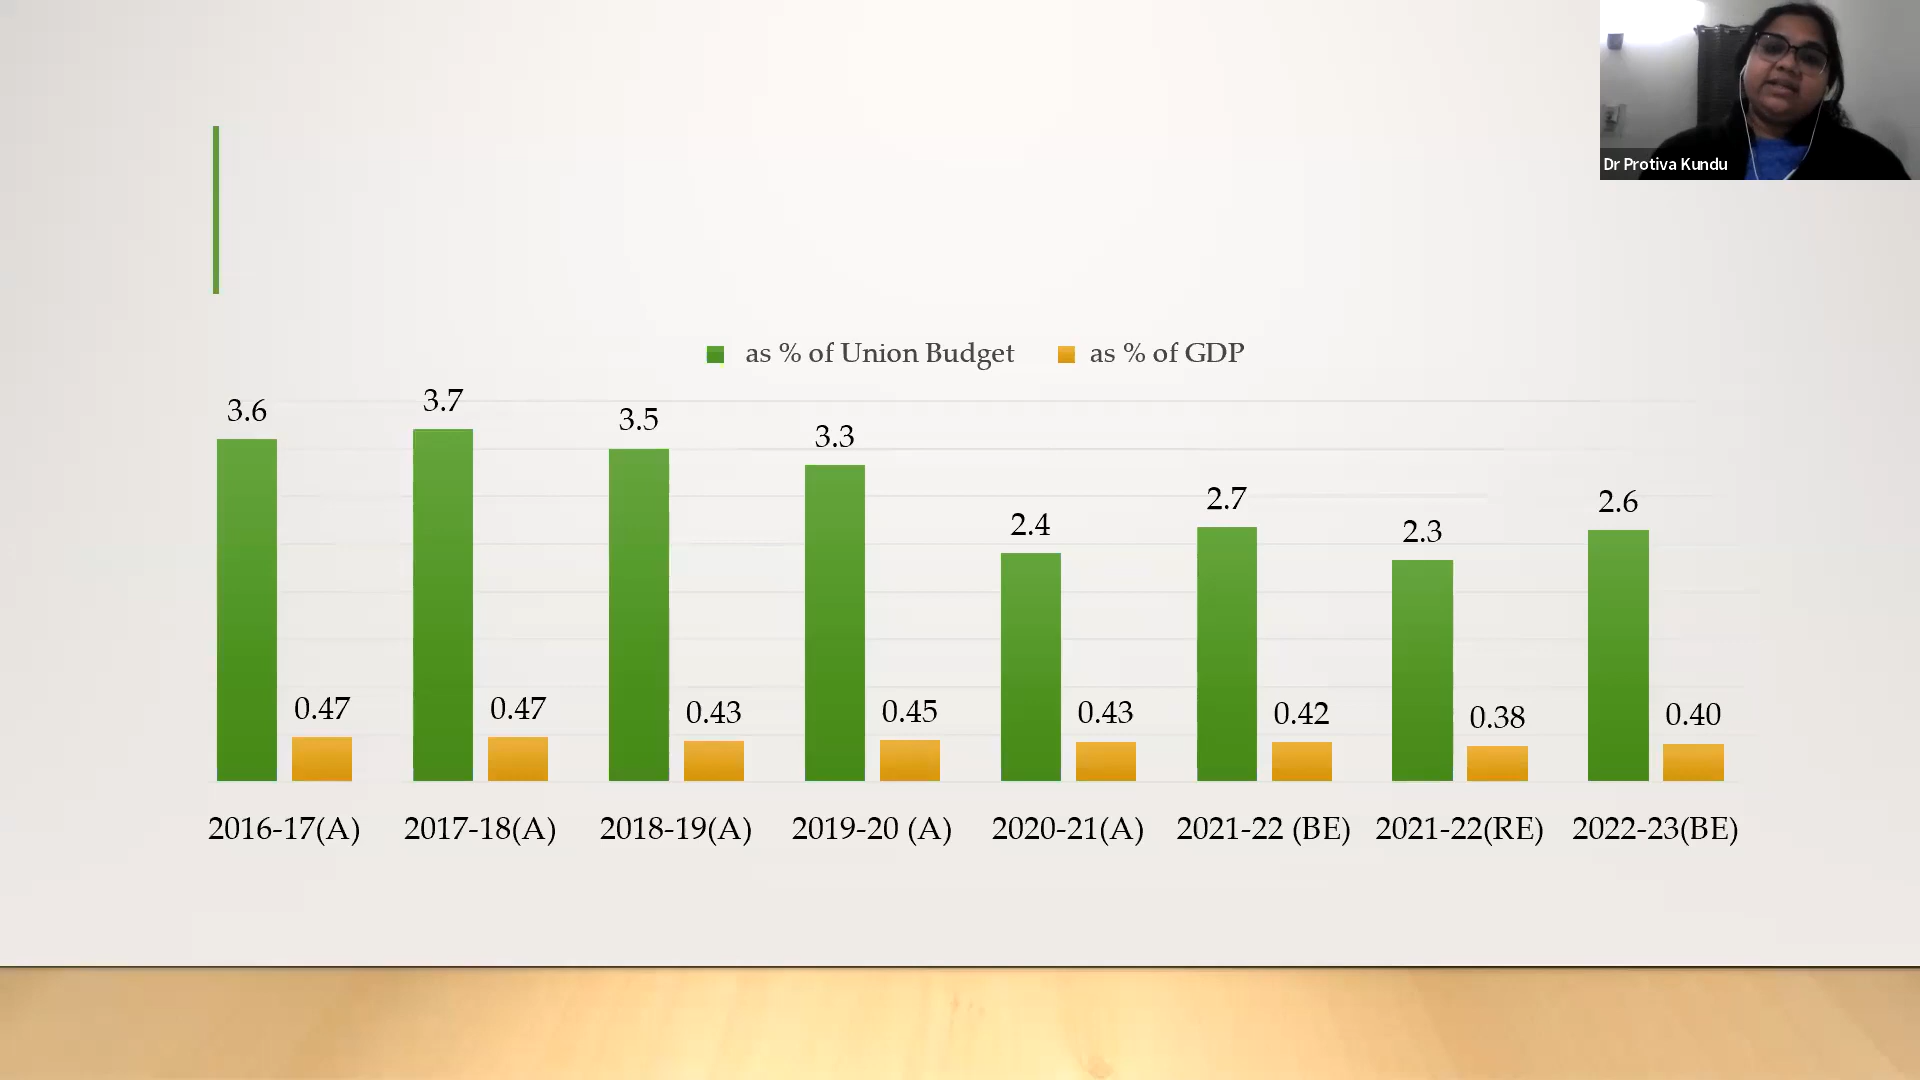 Dr Protiva Kundu
as % of Union Budget as % of GDP
3.6 3.7 3.5 3.3 2.4 2.7 2.3 2.6
0.47 0.47 0.43 0.45 0.43 0.42 0.38 0.40
2016-17(A) 2017-18(A) 2018-19(A) 2019-20 (A) 2020-21(A) 2021-22 (BE) 2021-22(RE) 2022-23(BE)